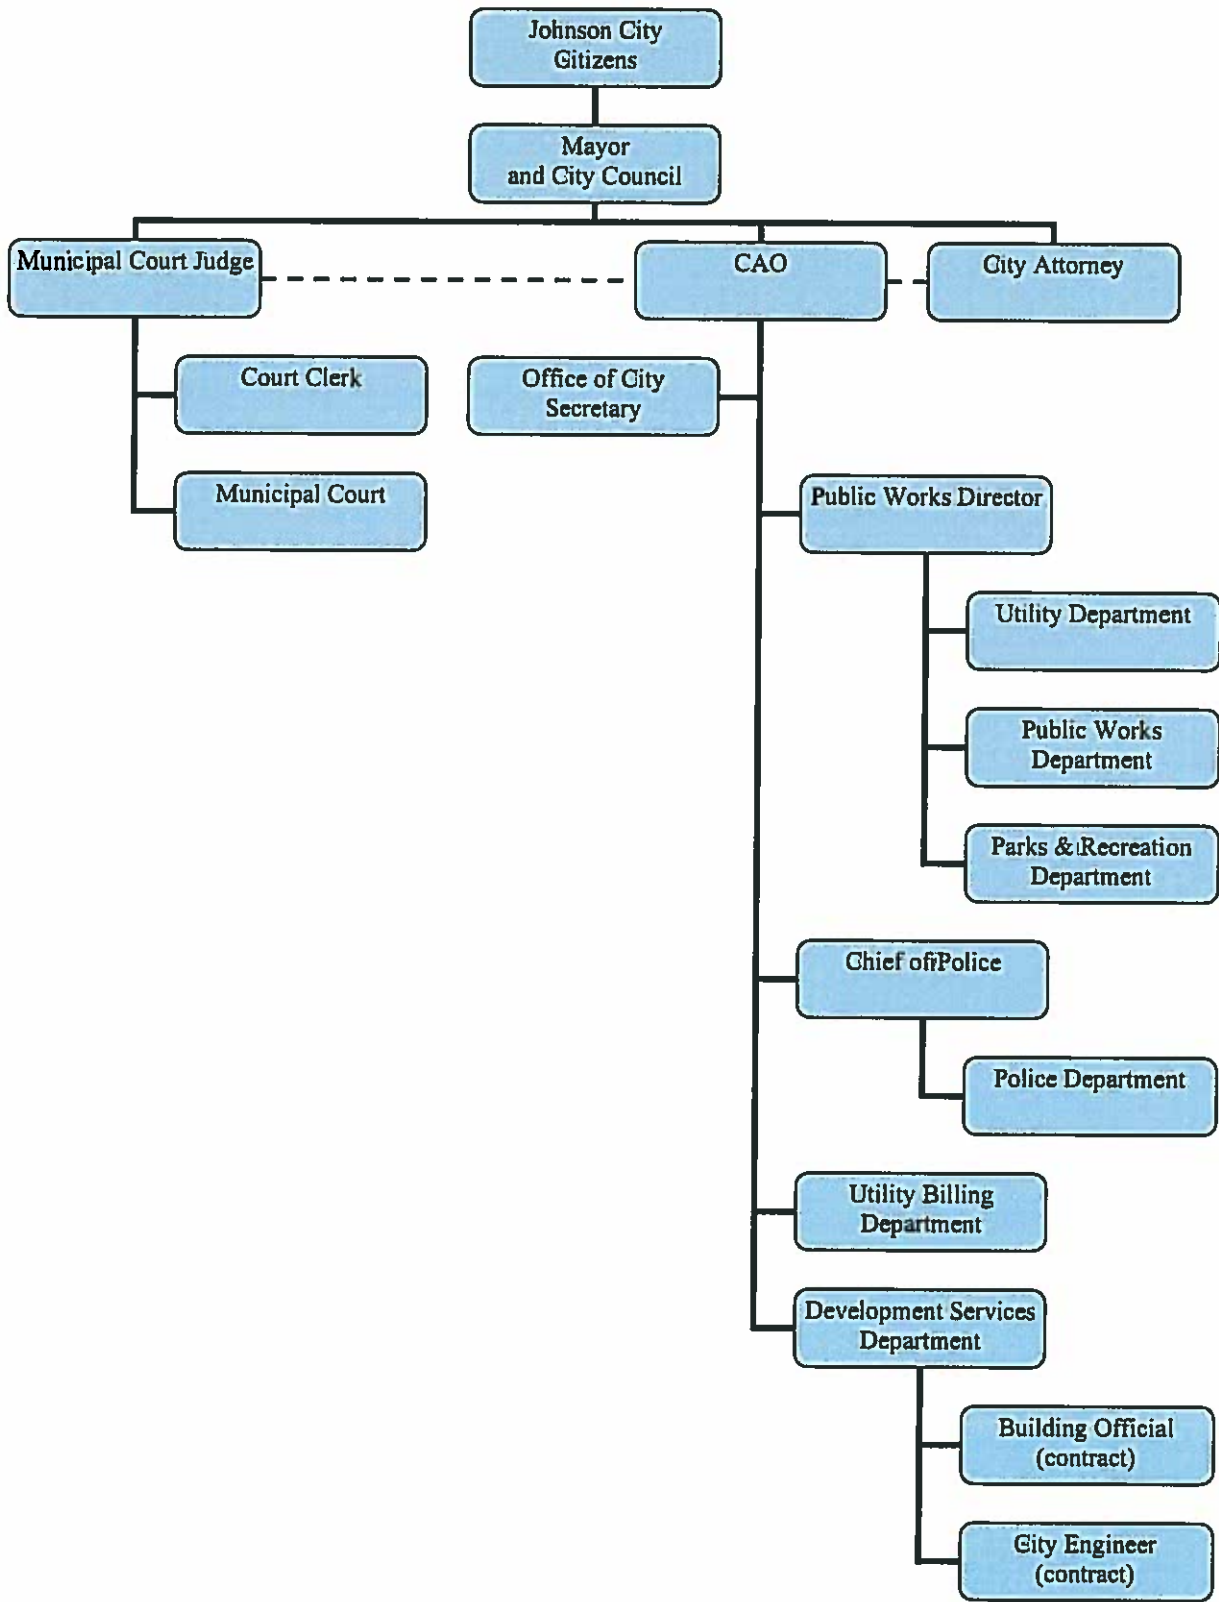 Johnson City
Citizens
Mayor
and City Council
Municipal Court Judge
CAO
City Attorney
Court Clerk
Office of City
Secretary
Municipal Court
Public Works Director
Utility Department
Public Works
Department
Parks & Recreation
Department
Chief of Police
Police Department
Utility Billing
Department
Development Services
Department
Building Official
(contract)
City Engineer
(contract)